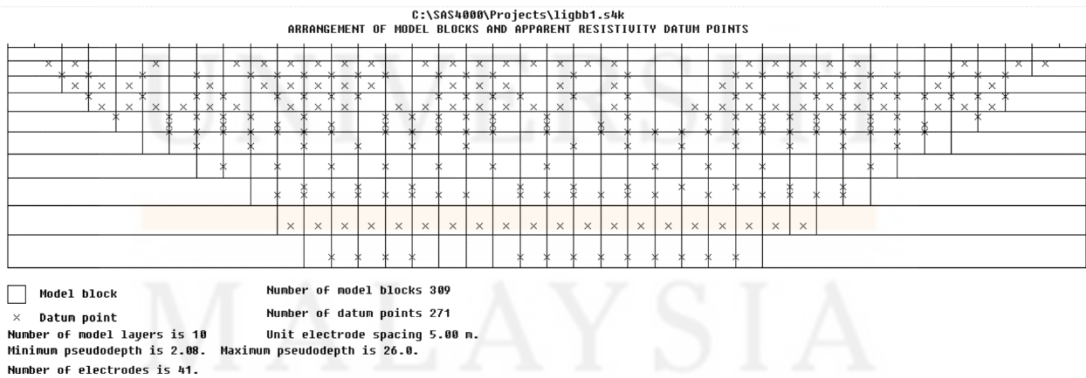 C:\SAS4000\Projects\ligbb1.s4k
ARRANGEMENT OF MODEL BLOCKS AND APPARENT RESISTIVITY DATUM POINTS
UNIVERSITI
Model block
Number of model blocks 309
Datum point
Number of datum points 271
Number of model layers is 10
Unit electrode spacing 5.00 m.
Minimum pseudodepth is 2.08. Maximum pseudodepth is 26.0.
Number of electrodes is 41.
MALAYSIA